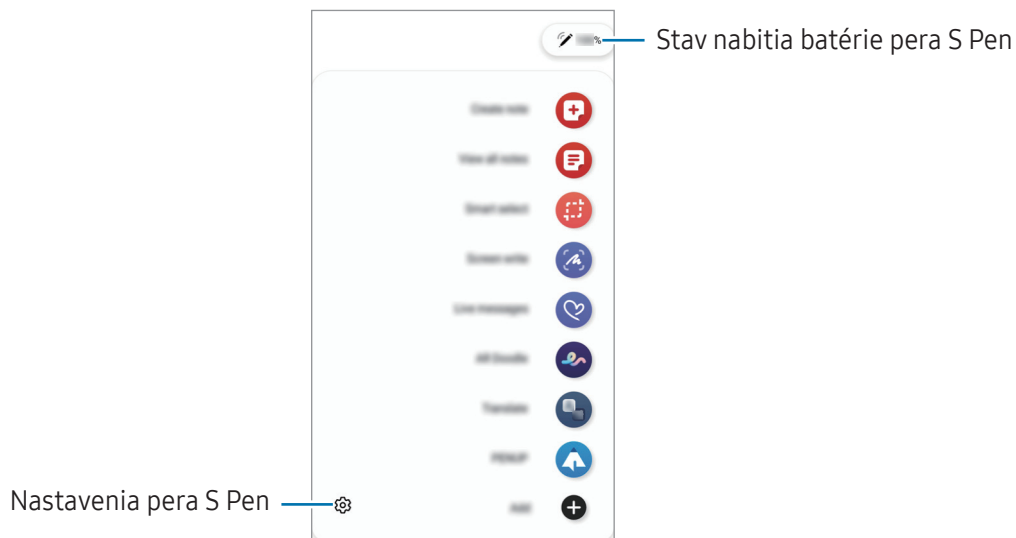 Stav nabitia batérie pera S Pen
Create note
View all notes
Smart select
Screen write
Live messages
AR Doodle
Translate
PENUP
Nastavenia pera S Pen
Add